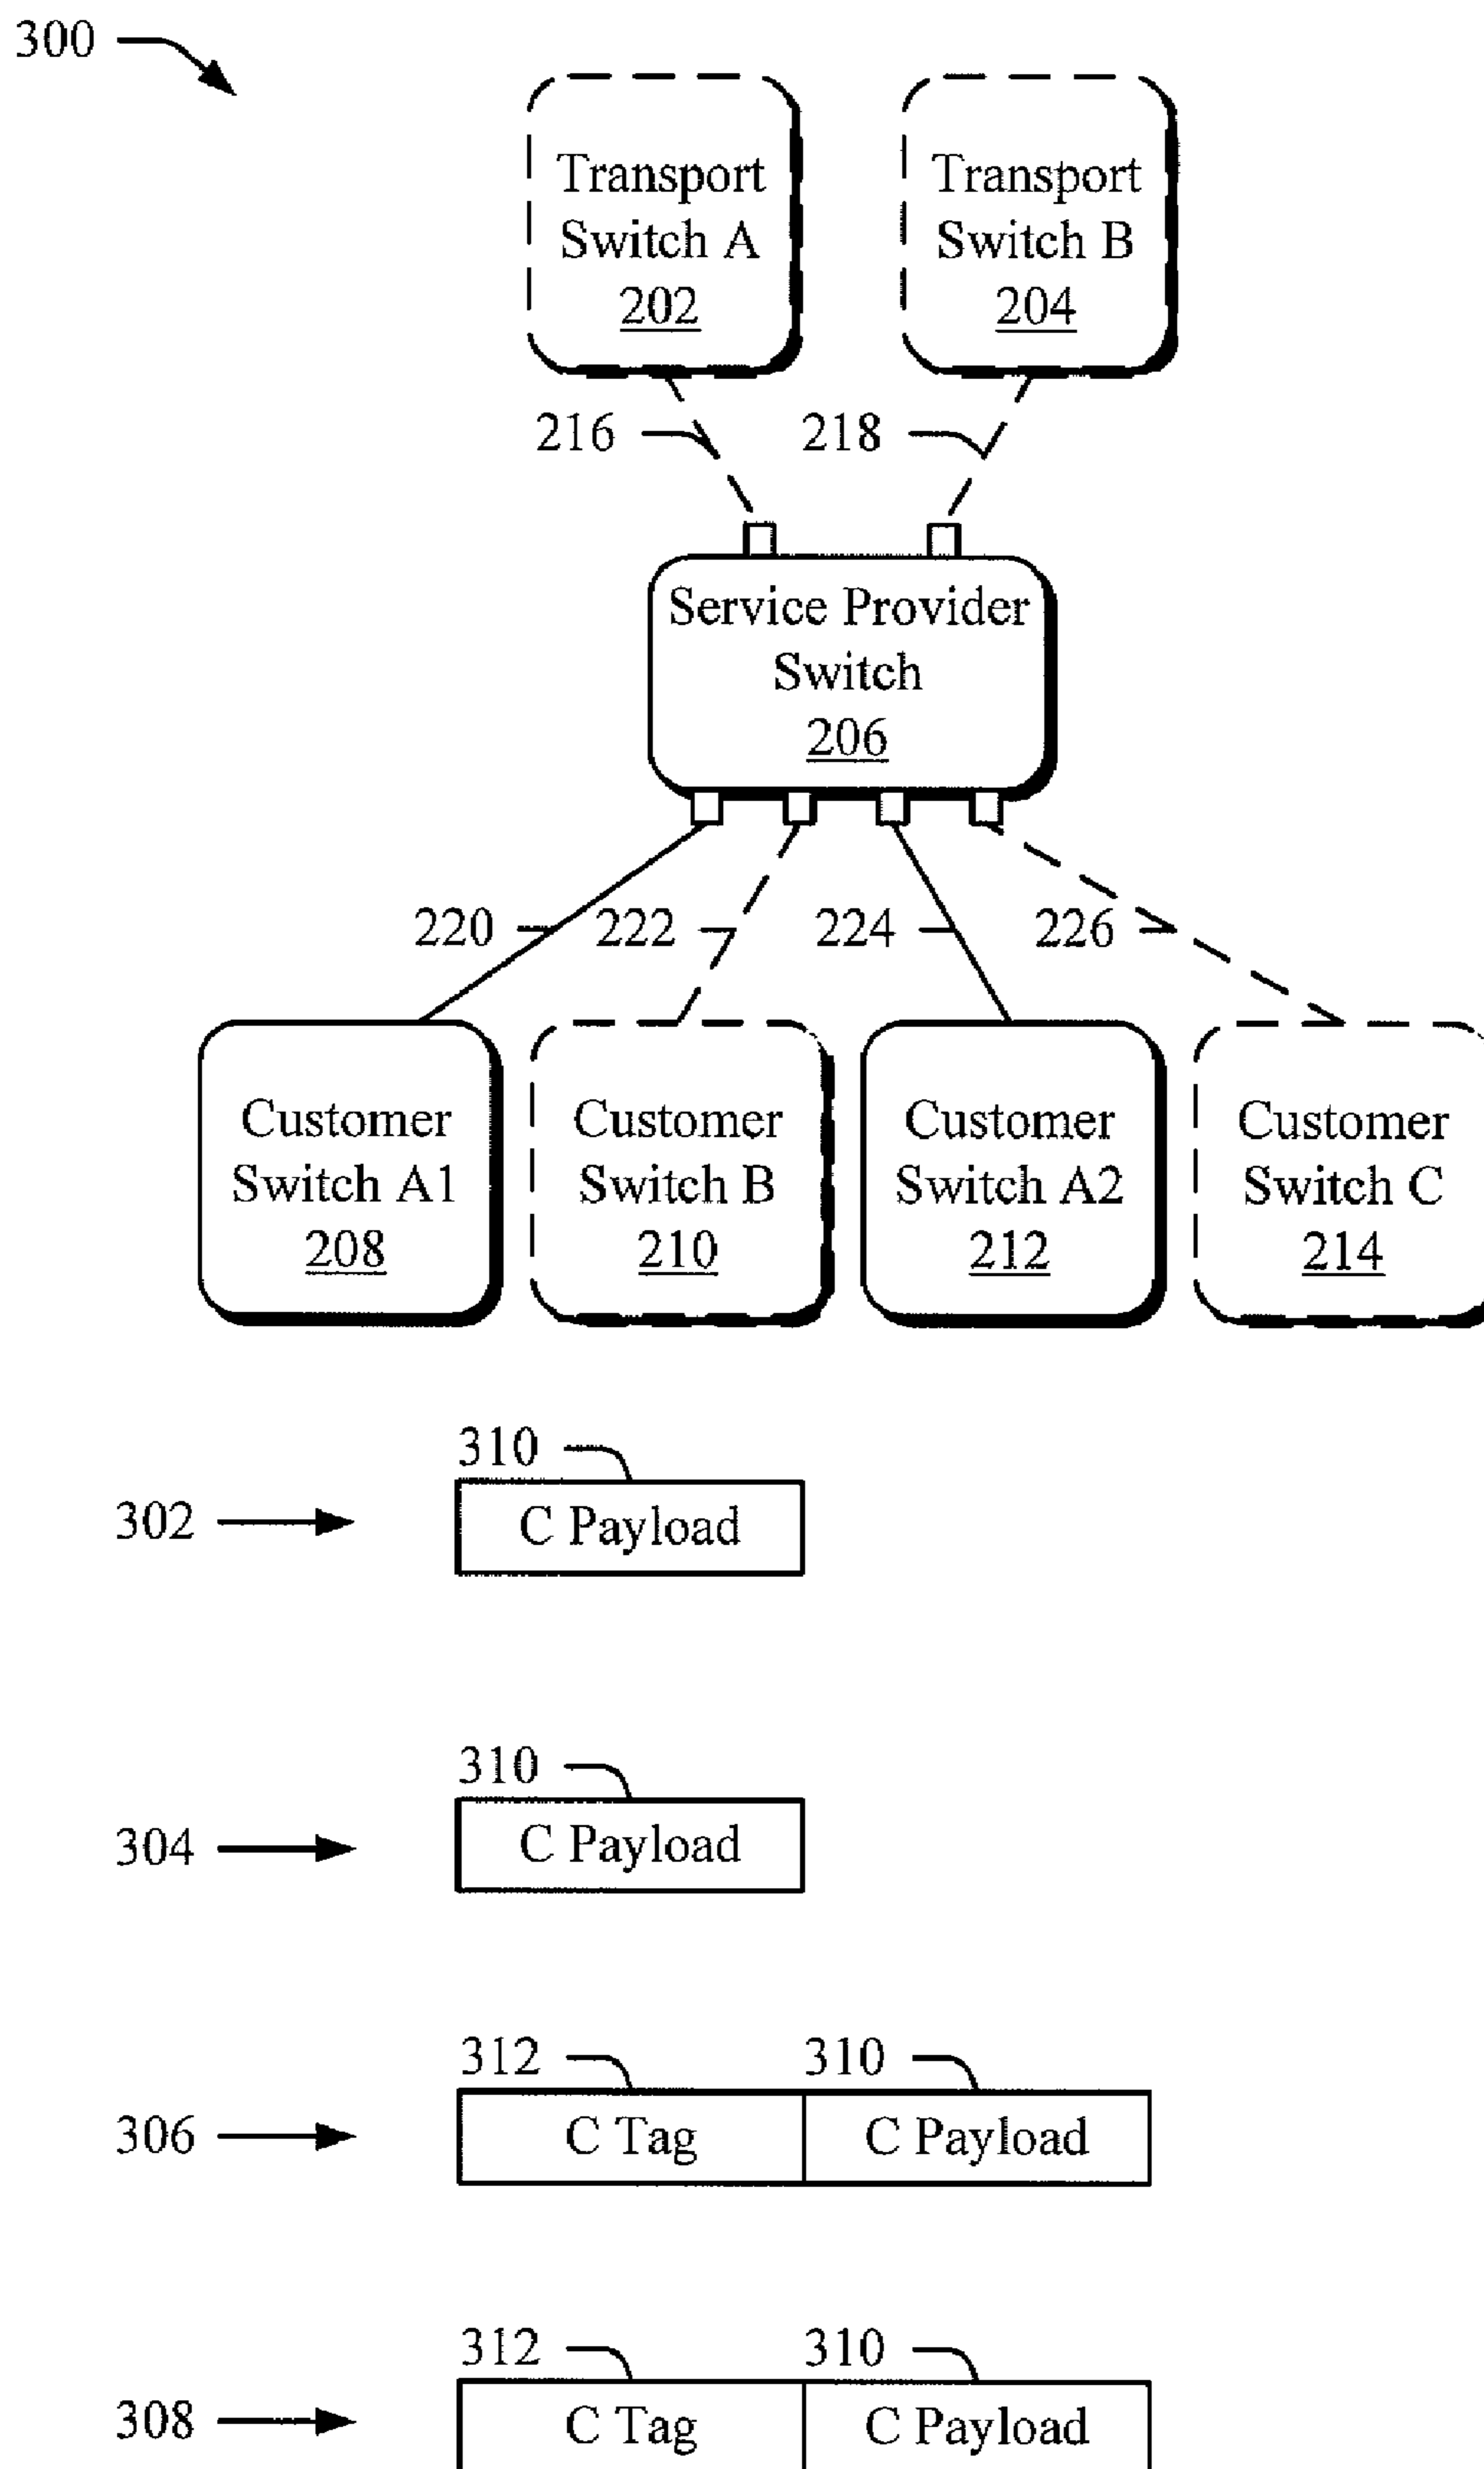 300
Transport
Switch A
202
Transport
Switch B
204
216
218
Service Provider
Switch
206
220
222
224
226
Customer
Switch A1
208
Customer
Switch B
210
Customer
Switch A2
212
Customer
Switch C
214
310
302
C Payload
310
304
C Payload
312
310
306
C Tag
C Payload
312
310
308
C Tag
C Payload